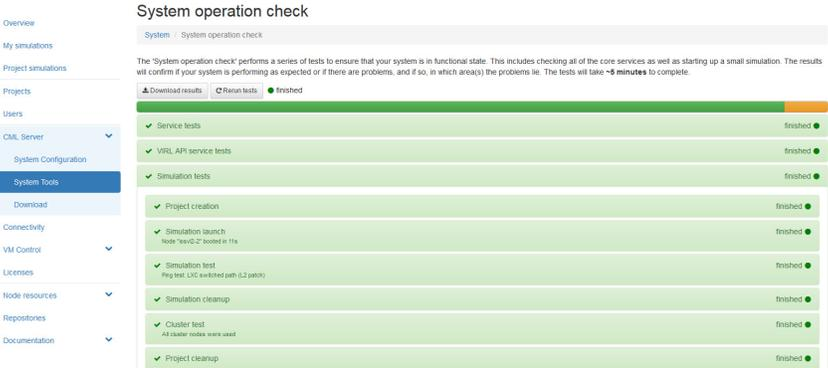 System operation check
Overview
System / System operation check
My simulations
Project simulations
The 'System operation check' performs a series of tests to ensure that your system is in functional state. This includes checking all of the core services as well as starting up a small simulation. The results
will confirm if your system is performing as expected or if there are problems, and if so, in which area(s) the problems lie. The tests will take ~5 minutes to complete.
Projects
Download results Rerun tests finished
Users
CML Server
System Configuration
System Tools
Download
Connectivity
VM Control
Licenses
Node resources
Repositories
Documentation
Service tests finished
VIRL API service tests finished
Simulation tests finished
Project creation finished
Simulation launch finished
Node "iosvl2-2" booted in 11s
Simulation test finished
Ping test: LXC switched path (L2 patch)
Simulation cleanup finished
Cluster test finished
All cluster nodes were used
Project cleanup finished